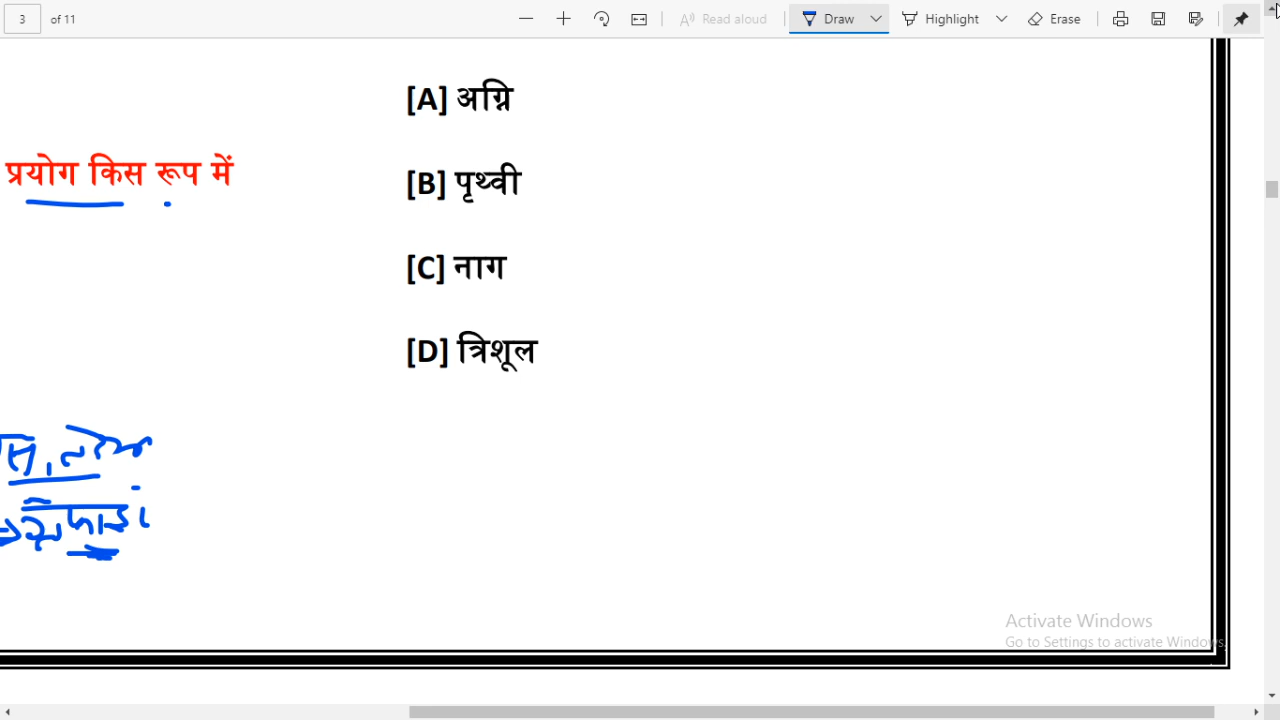 3 of 11
Read aloud Draw Highlight Erase
[A] अग्नि
प्रयोग किस रूप में
[B] पृथ्वी
[C] नाग
[D] त्रिशूल
Activate Windows
Go to Settings to activate Windows.